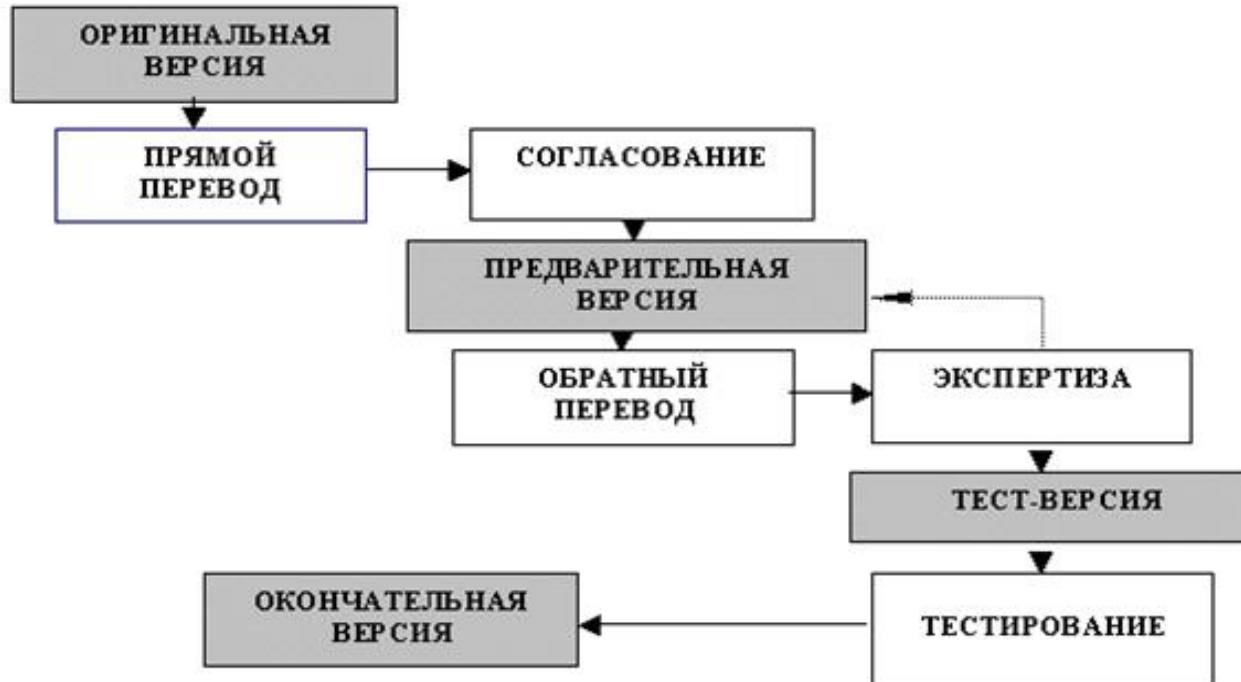 ОРИГИНАЛЬНАЯ
ВЕРСИЯ
ПРЯМОЙ
ПЕРЕВОД
СОГЛАСОВАНИЕ
ПРЕДВАРИТЕЛЬНАЯ
ВЕРСИЯ
ОБРАТНЫЙ
ПЕРЕВОД
ЭКСПЕРТИЗА
ТЕСТ-ВЕРСИЯ
ОКОНЧАТЕЛЬНАЯ
ВЕРСИЯ
ТЕСТИРОВАНИЕ